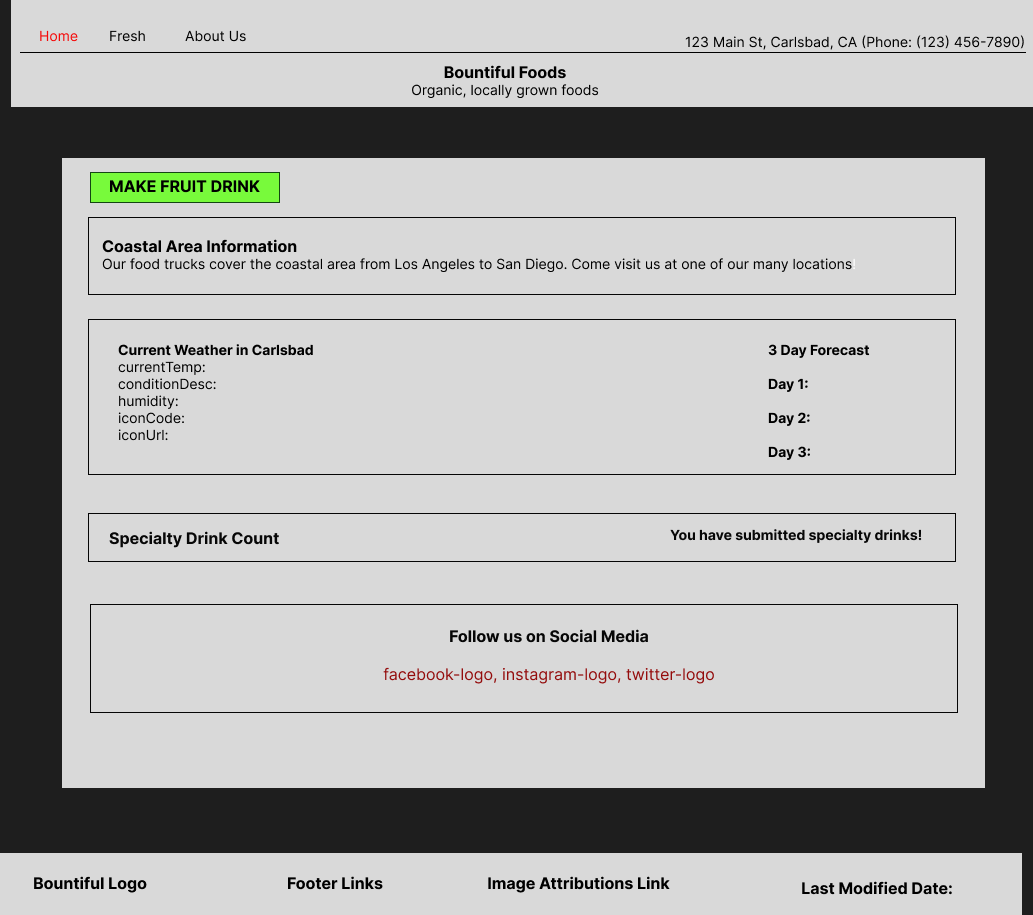 Home Fresh About Us
123 Main St, Carlsbad, CA (Phone: (123) 456-7890)
Bountiful Foods
Organic, locally grown foods
MAKE FRUIT DRINK
Coastal Area Information
Our food trucks cover the coastal area from Los Angeles to San Diego. Come visit us at one of our many locations!
Current Weather in Carlsbad
currentTemp:
conditionDesc:
humidity:
iconCode:
iconUrl:
3 Day Forecast
Day 1:
Day 2:
Day 3:
Specialty Drink Count
You have submitted specialty drinks!
Follow us on Social Media
facebook-logo, instagram-logo, twitter-logo
Bountiful Logo
Footer Links
Image Attributions Link
Last Modified Date: